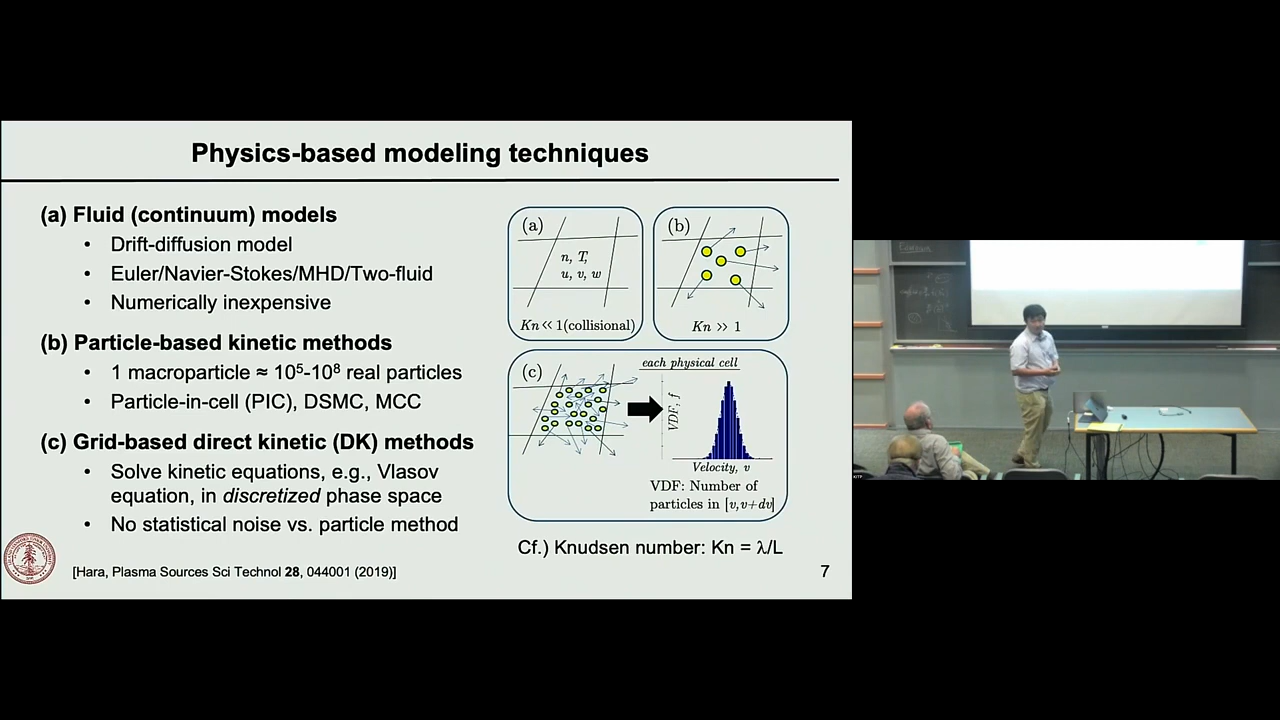 Physics-based modeling techniques
(a) Fluid (continuum) models
• Drift-diffusion model
• Euler/Navier-Stokes/MHD/Two-fluid
• Numerically inexpensive
(b) Particle-based kinetic methods
• 1 macroparticle ≈ 10⁵-10⁸ real particles
• Particle-in-cell (PIC), DSMC, MCC
(c) Grid-based direct kinetic (DK) methods
• Solve kinetic equations, e.g., Vlasov
equation, in discretized phase space
• No statistical noise vs. particle method
[Hara, Plasma Sources Sci Technol 28, 044001 (2019)]
(a)
n, T,
u, v, w
Kn≪1(collisional)
(b)
Kn ≫ 1
(c)
each physical cell
VDF, f
Velocity, v
VDF: Number of
particles in [v,v+dv]
Cf.) Knudsen number: Kn = λ/L
7
KITP